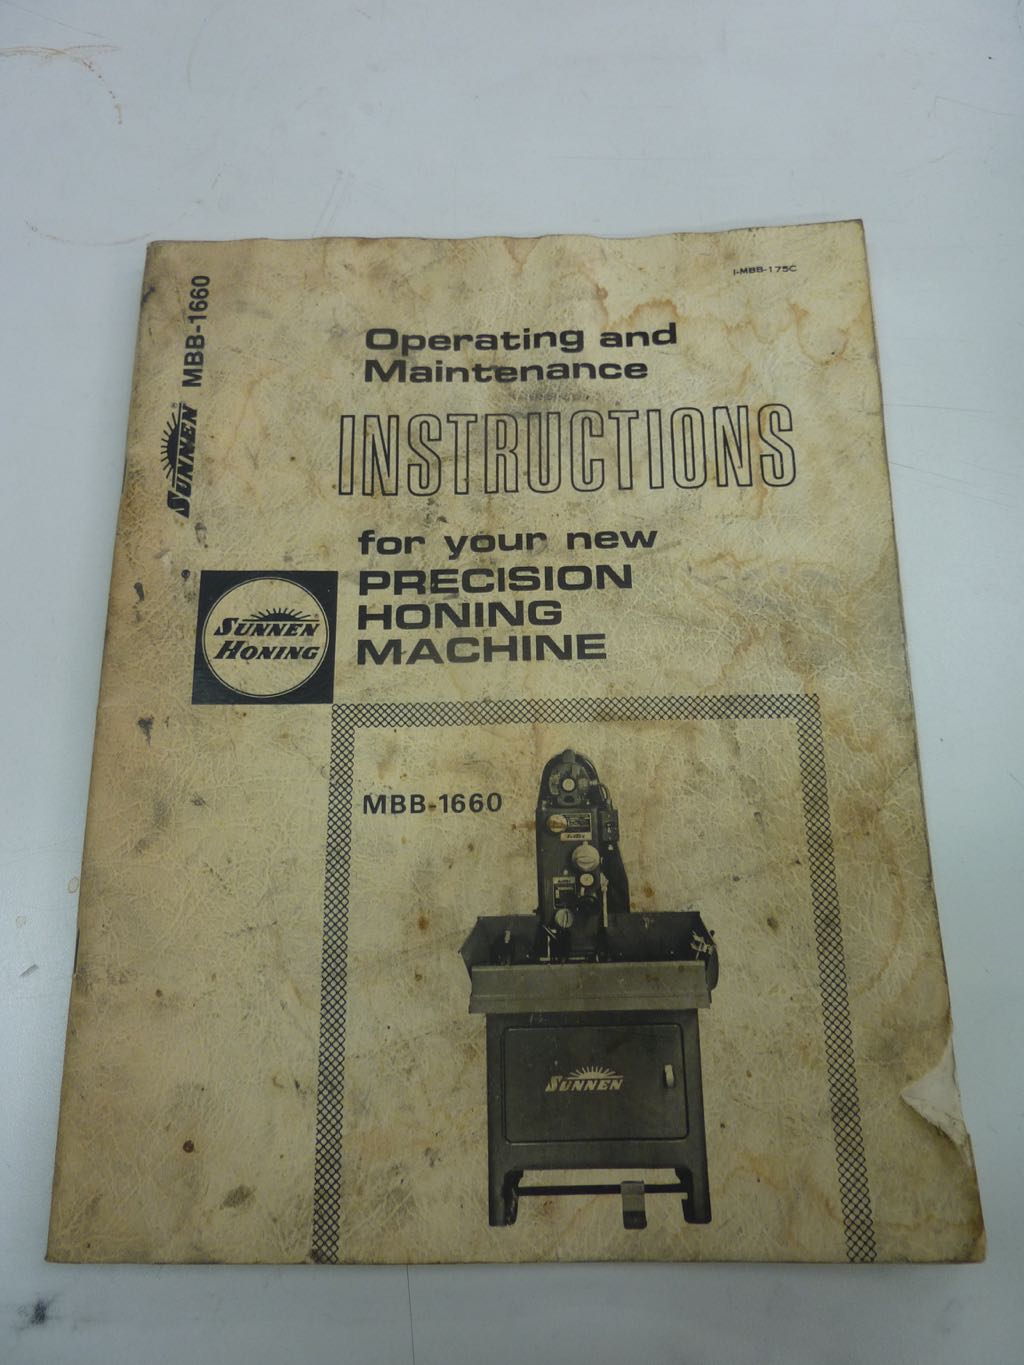 I-MBB-175C
SUNNEN® MBB-1660
Operating and
Maintenance
INSTRUCTIONS
for your new
PRECISION
HONING
MACHINE
SUNNEN
HONING
MBB-1660
SUNNEN